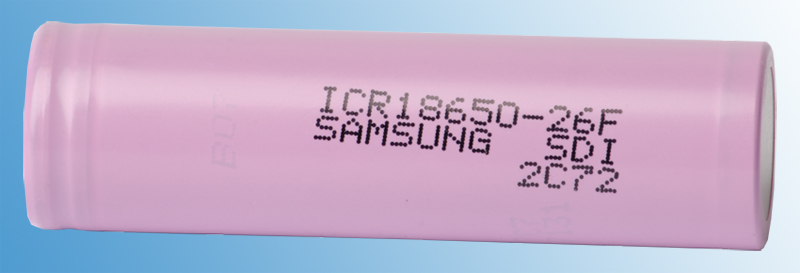 ICR18650-26F
SAMSUNG SDI
2C72